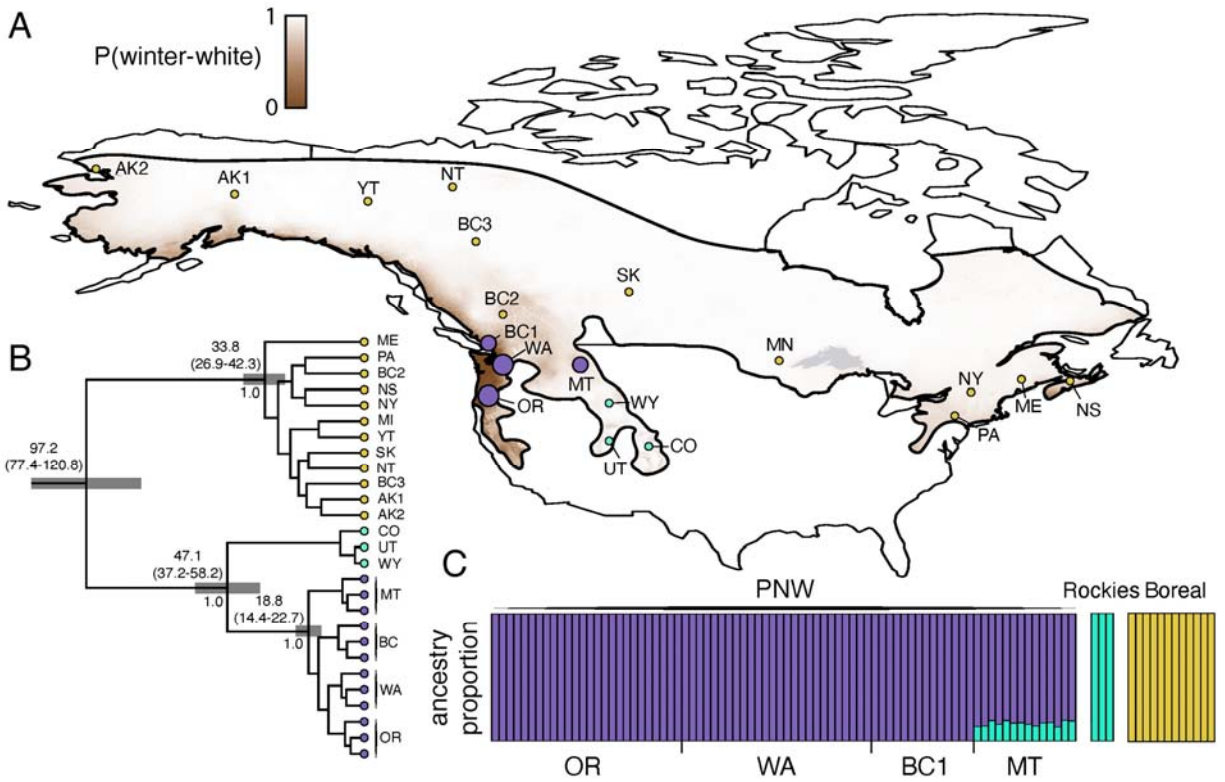 A
1
P(winter-white)
0
AK2
AK1
YT
NT
BC3
SK
BC2
BC1
WA
MN
MT
OR
WY
NY
ME
NS
PA
CO
UT
B
33.8
(26.9-42.3)
1.0
97.2
(77.4-120.8)
47.1
(37.2-58.2)
1.0
18.8
(14.4-22.7)
1.0
ME
PA
BC2
NS
NY
MI
YT
SK
NT
BC3
AK1
AK2
CO
UT
WY
MT
BC
WA
OR
C
PNW
Rockies Boreal
ancestry
proportion
OR
WA
BC1
MT